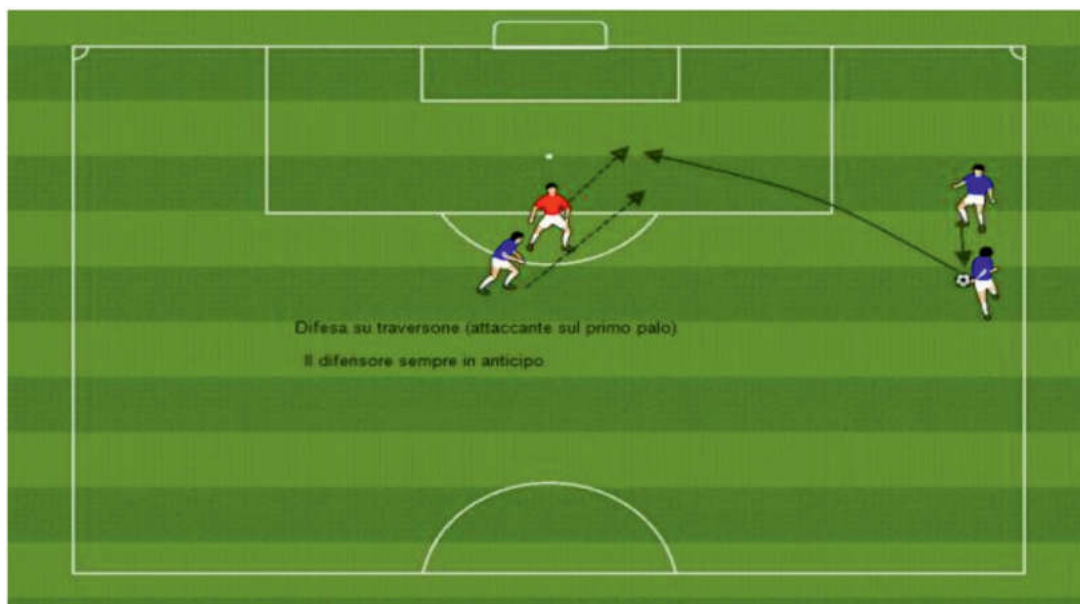 Difesa su traversone (attaccante sul primo palo)
Il difensore sempre in anticipo